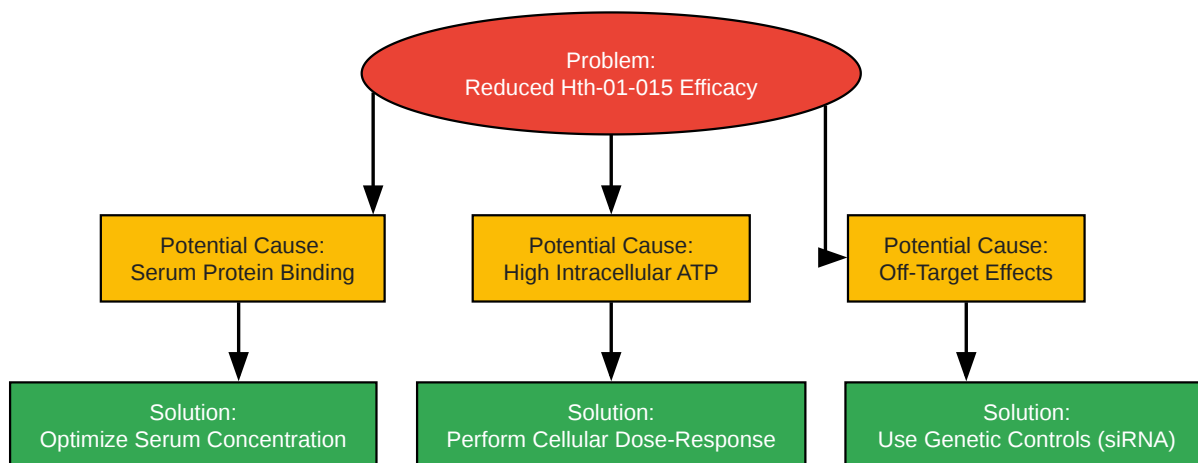 Problem:
Reduced Hth-01-015 Efficacy
Potential Cause:
Serum Protein Binding
Potential Cause:
High Intracellular ATP
Potential Cause:
Off-Target Effects
Solution:
Optimize Serum Concentration
Solution:
Perform Cellular Dose-Response
Solution:
Use Genetic Controls (siRNA)